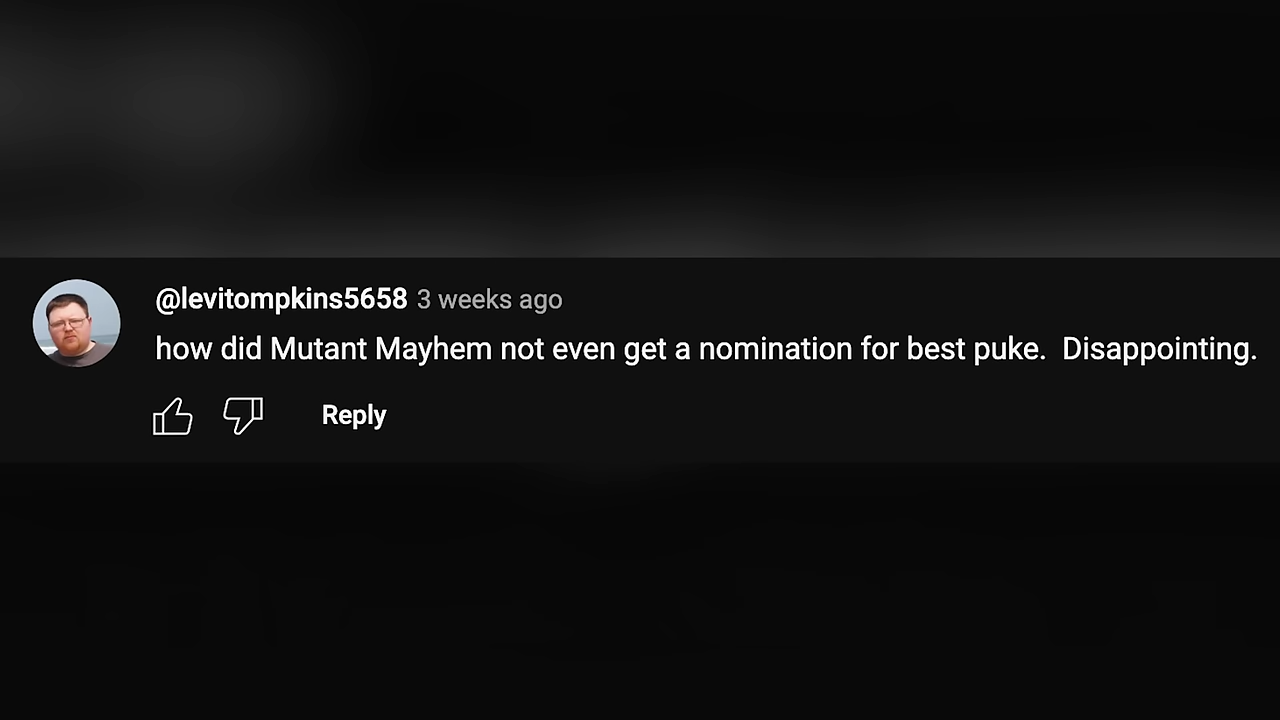 @levitompkins5658 3 weeks ago
how did Mutant Mayhem not even get a nomination for best puke.  Disappointing.
Reply